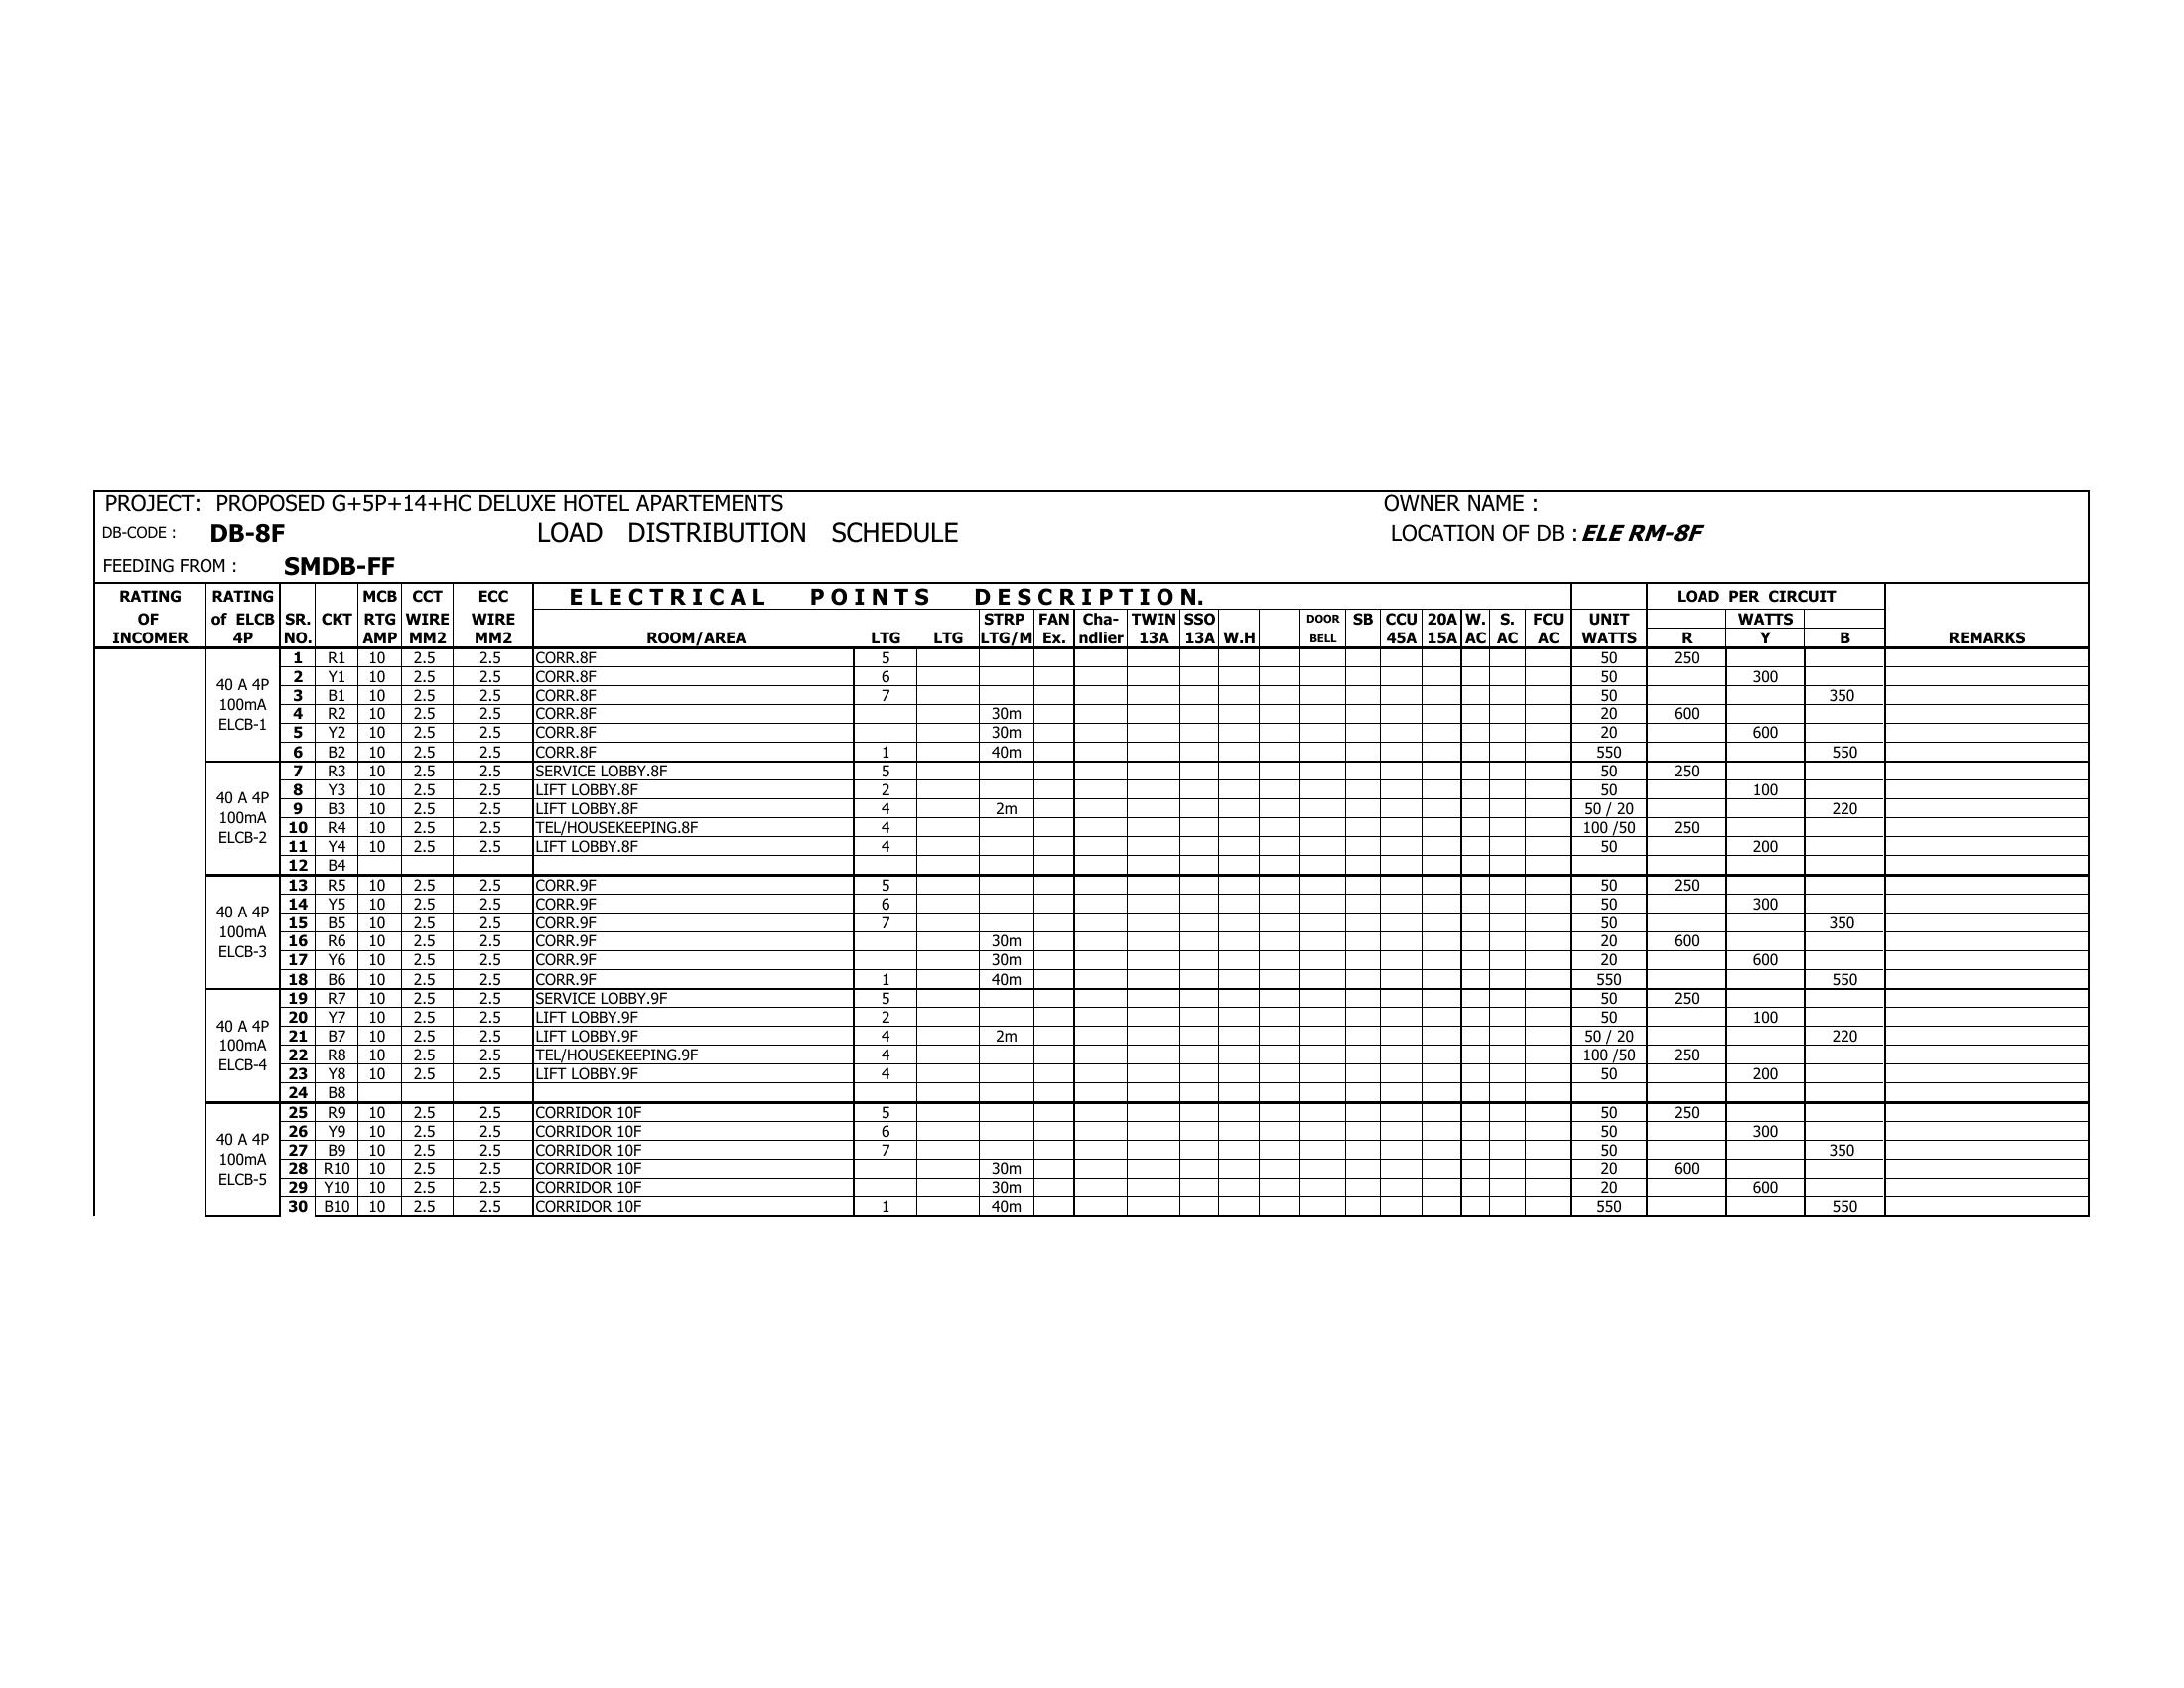 PROJECT: PROPOSED G+5P+14+HC DELUXE HOTEL APARTEMENTS OWNER NAME :
DB-CODE : DB-8F LOAD DISTRIBUTION SCHEDULE LOCATION OF DB : ELE RM-8F
FEEDING FROM : SMDB-FF
RATING RATING MCB CCT ECC ELECTRICAL POINTS DESCRIPTION. LOAD PER CIRCUIT
OF of ELCB SR. CKT RTG WIRE WIRE STRP FAN Cha- TWIN SSO DOOR SB CCU 20A W. S. FCU UNIT WATTS
INCOMER 4P NO. AMP MM2 MM2 ROOM/AREA LTG LTG LTG/M Ex. ndlier 13A 13A W.H BELL 45A 15A AC AC AC WATTS R Y B REMARKS
40 A 4P
100mA
ELCB-1
1 R1 10 2.5 2.5 CORR.8F 5 50 250
2 Y1 10 2.5 2.5 CORR.8F 6 50 300
3 B1 10 2.5 2.5 CORR.8F 7 50 350
4 R2 10 2.5 2.5 CORR.8F 30m 20 600
5 Y2 10 2.5 2.5 CORR.8F 30m 20 600
6 B2 10 2.5 2.5 CORR.8F 1 40m 550 550
40 A 4P
100mA
ELCB-2
7 R3 10 2.5 2.5 SERVICE LOBBY.8F 5 50 250
8 Y3 10 2.5 2.5 LIFT LOBBY.8F 2 50 100
9 B3 10 2.5 2.5 LIFT LOBBY.8F 4 2m 50 / 20 220
10 R4 10 2.5 2.5 TEL/HOUSEKEEPING.8F 4 100 /50 250
11 Y4 10 2.5 2.5 LIFT LOBBY.8F 4 50 200
12 B4
40 A 4P
100mA
ELCB-3
13 R5 10 2.5 2.5 CORR.9F 5 50 250
14 Y5 10 2.5 2.5 CORR.9F 6 50 300
15 B5 10 2.5 2.5 CORR.9F 7 50 350
16 R6 10 2.5 2.5 CORR.9F 30m 20 600
17 Y6 10 2.5 2.5 CORR.9F 30m 20 600
18 B6 10 2.5 2.5 CORR.9F 1 40m 550 550
40 A 4P
100mA
ELCB-4
19 R7 10 2.5 2.5 SERVICE LOBBY.9F 5 50 250
20 Y7 10 2.5 2.5 LIFT LOBBY.9F 2 50 100
21 B7 10 2.5 2.5 LIFT LOBBY.9F 4 2m 50 / 20 220
22 R8 10 2.5 2.5 TEL/HOUSEKEEPING.9F 4 100 /50 250
23 Y8 10 2.5 2.5 LIFT LOBBY.9F 4 50 200
24 B8
40 A 4P
100mA
ELCB-5
25 R9 10 2.5 2.5 CORRIDOR 10F 5 50 250
26 Y9 10 2.5 2.5 CORRIDOR 10F 6 50 300
27 B9 10 2.5 2.5 CORRIDOR 10F 7 50 350
28 R10 10 2.5 2.5 CORRIDOR 10F 30m 20 600
29 Y10 10 2.5 2.5 CORRIDOR 10F 30m 20 600
30 B10 10 2.5 2.5 CORRIDOR 10F 1 40m 550 550